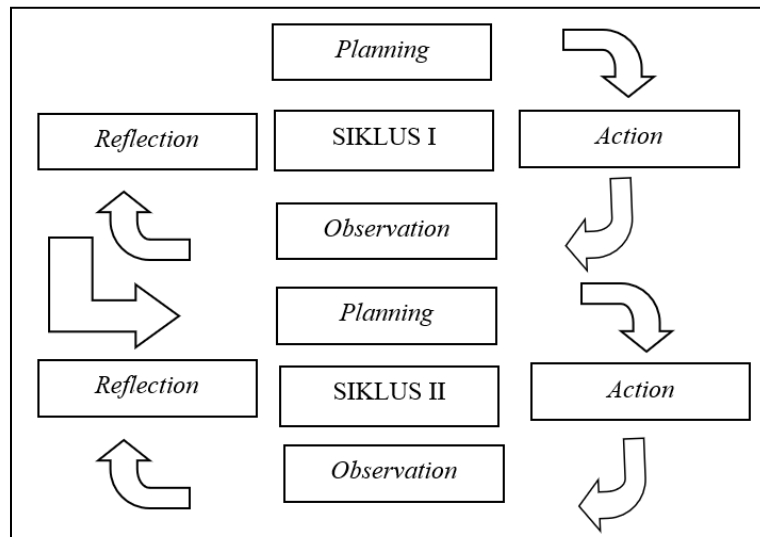 Planning
Reflection
SIKLUS I
Action
Observation
Planning
Reflection
SIKLUS II
Action
Observation